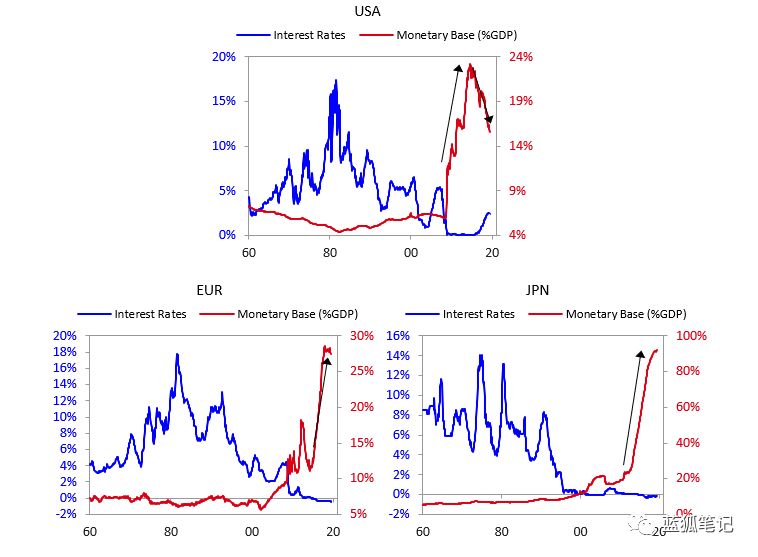 USA
Interest Rates Monetary Base (%GDP)
20% 24%
15% 19%
10% 14%
5% 9%
0% 4%
60 80 00 20
EUR
Interest Rates Monetary Base (%GDP)
20% 30%
18%
16% 25%
14%
12% 20%
10%
8% 15%
6%
4% 10%
2%
0%
-2% 5%
60 80 00 20
JPN
Interest Rates Monetary Base (%GDP)
16% 100%
14%
12% 80%
10%
8% 60%
6%
4% 40%
2% 20%
0%
-2% 0%
60 80 00 20
蓝狐笔记